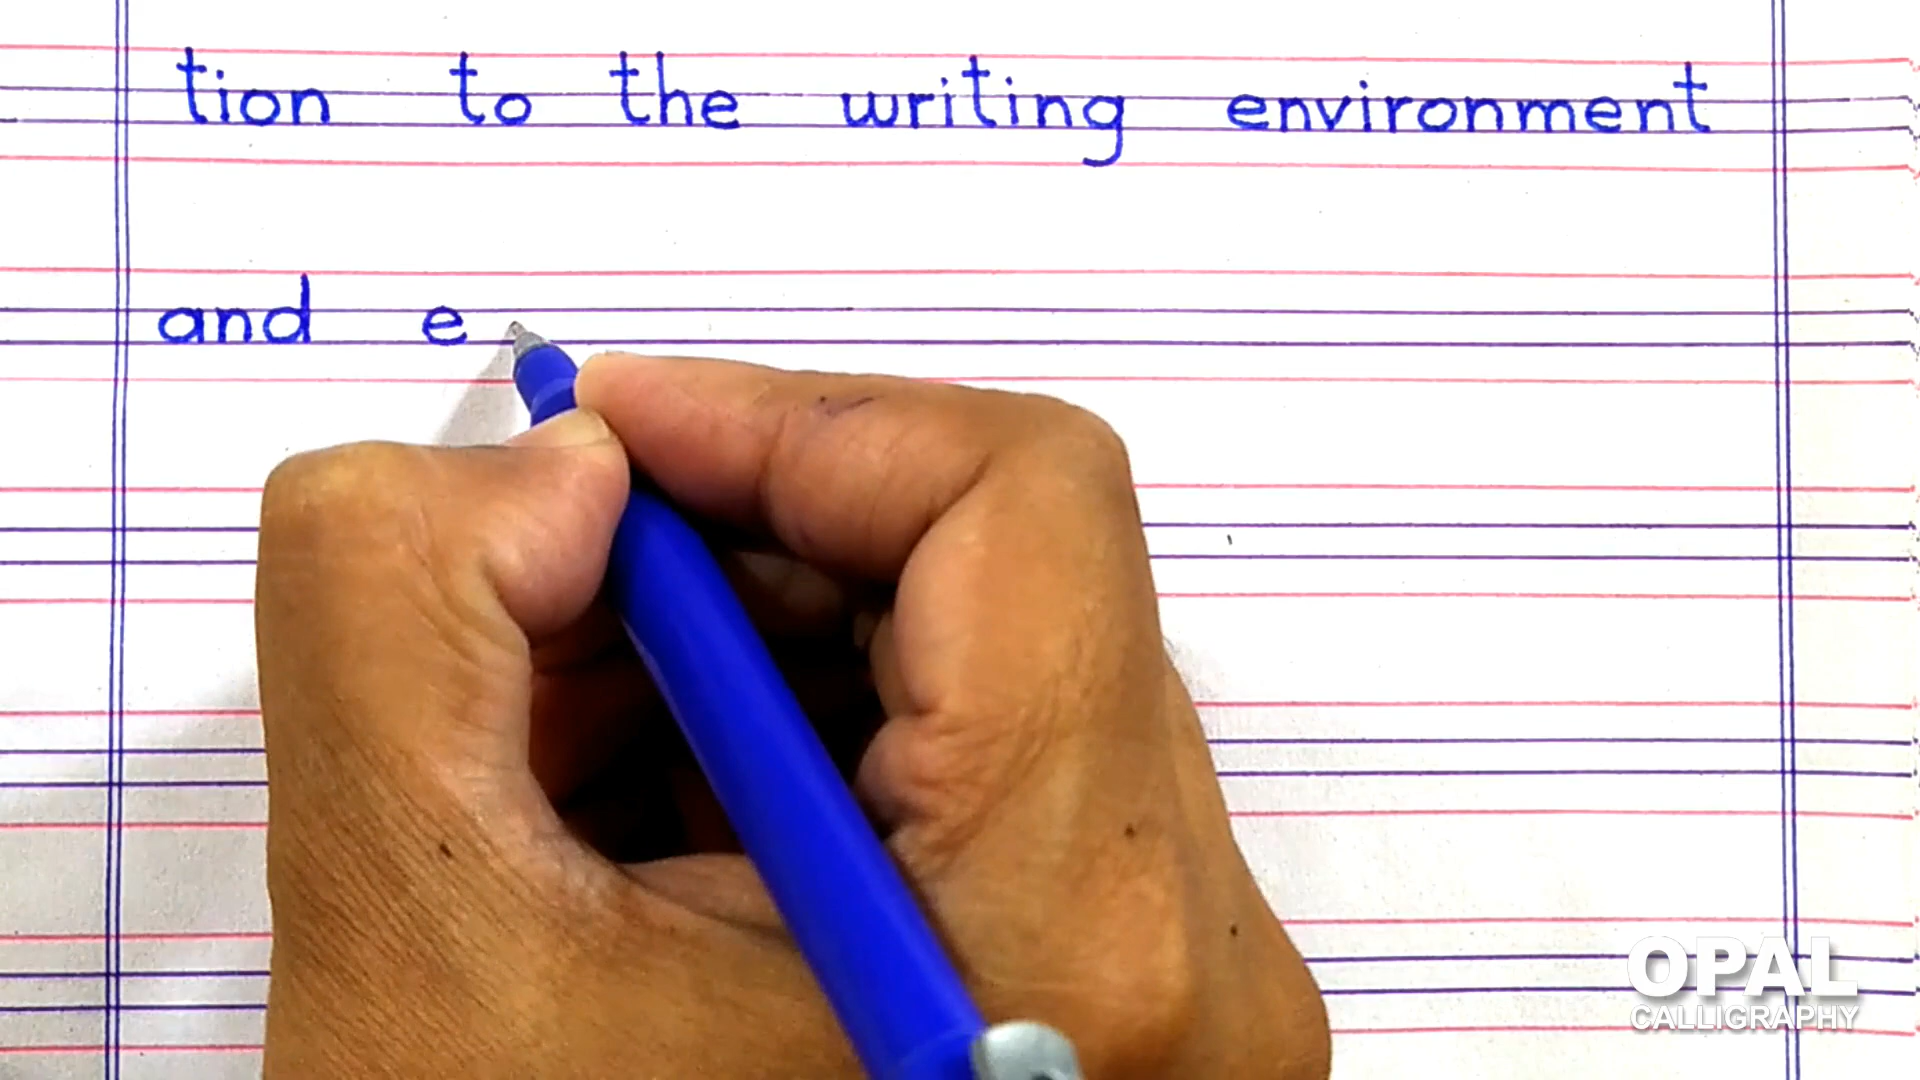 tion to the writing environment
and e
OPAL
CALLIGRAPHY